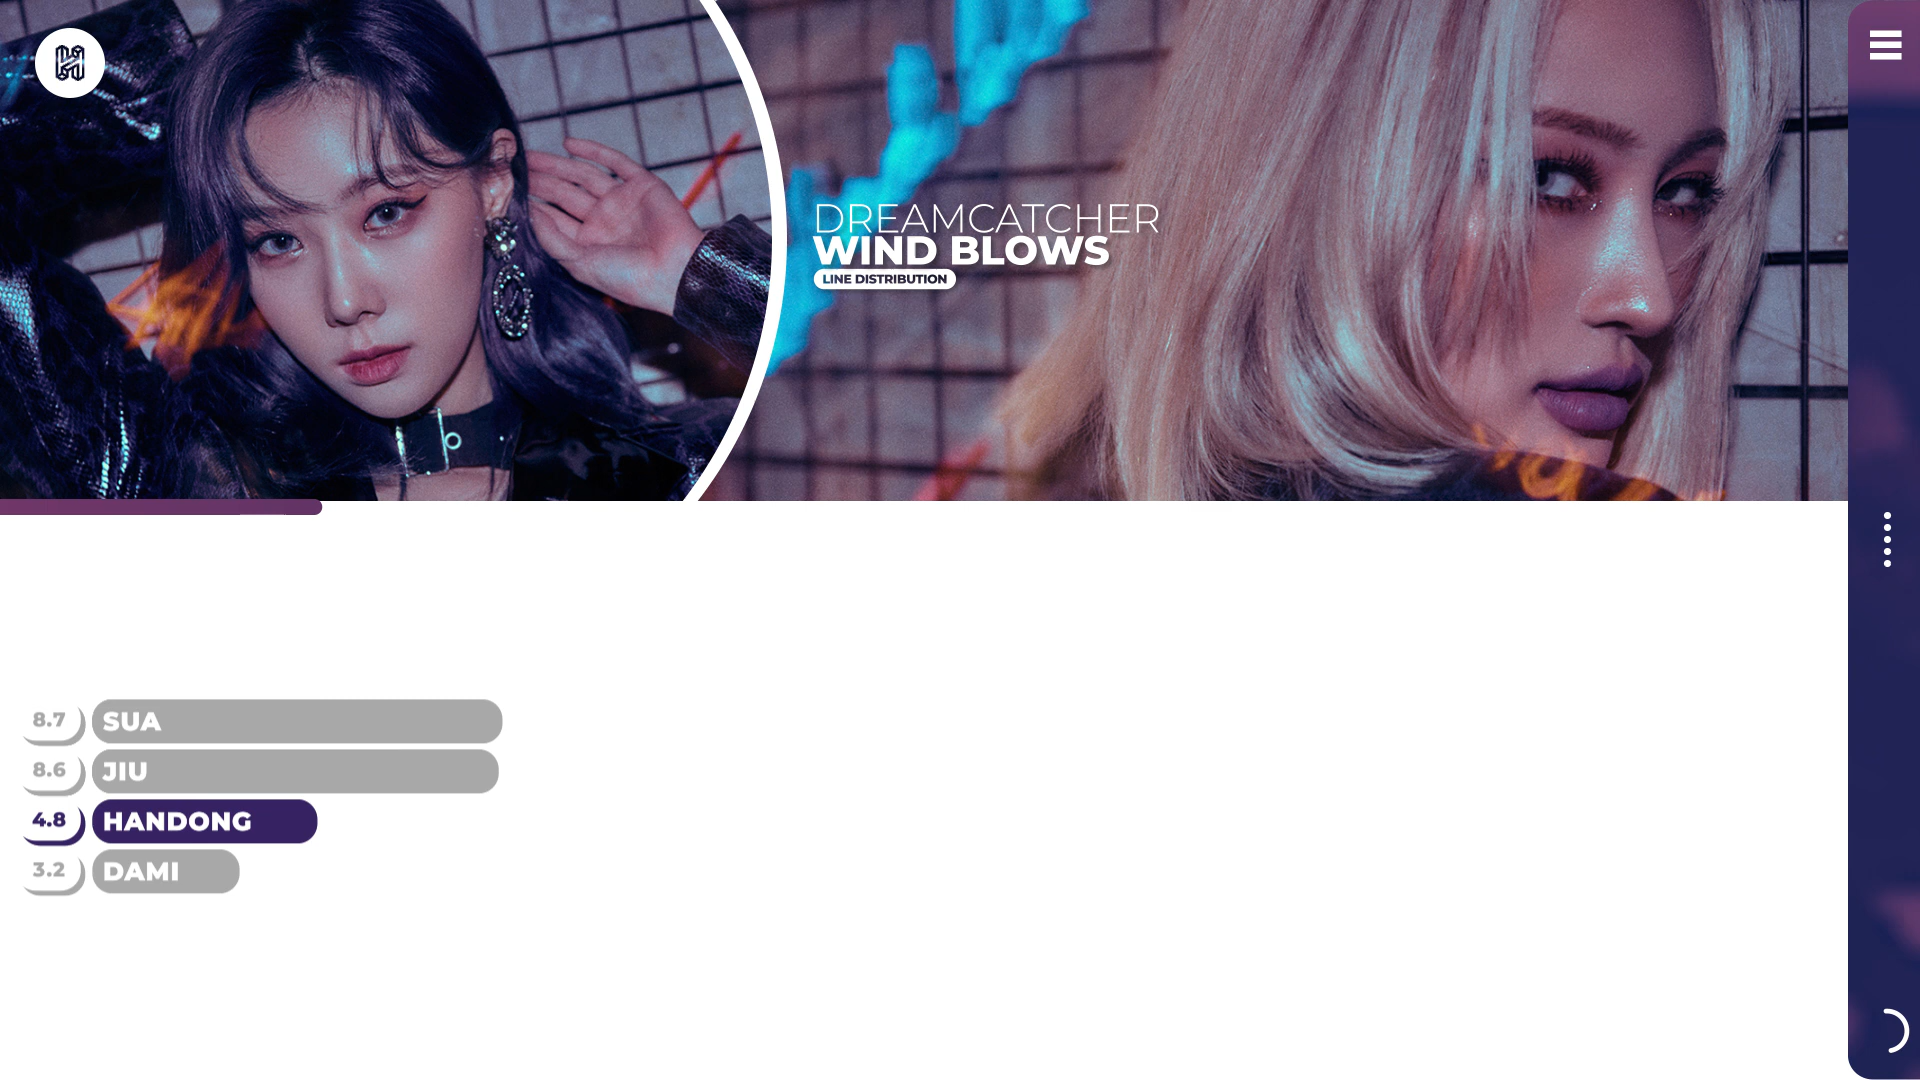 DREAMCATCHER
WIND BLOWS
LINE DISTRIBUTION
8.7 SUA
8.6 JIU
4.8 HANDONG
3.2 DAMI